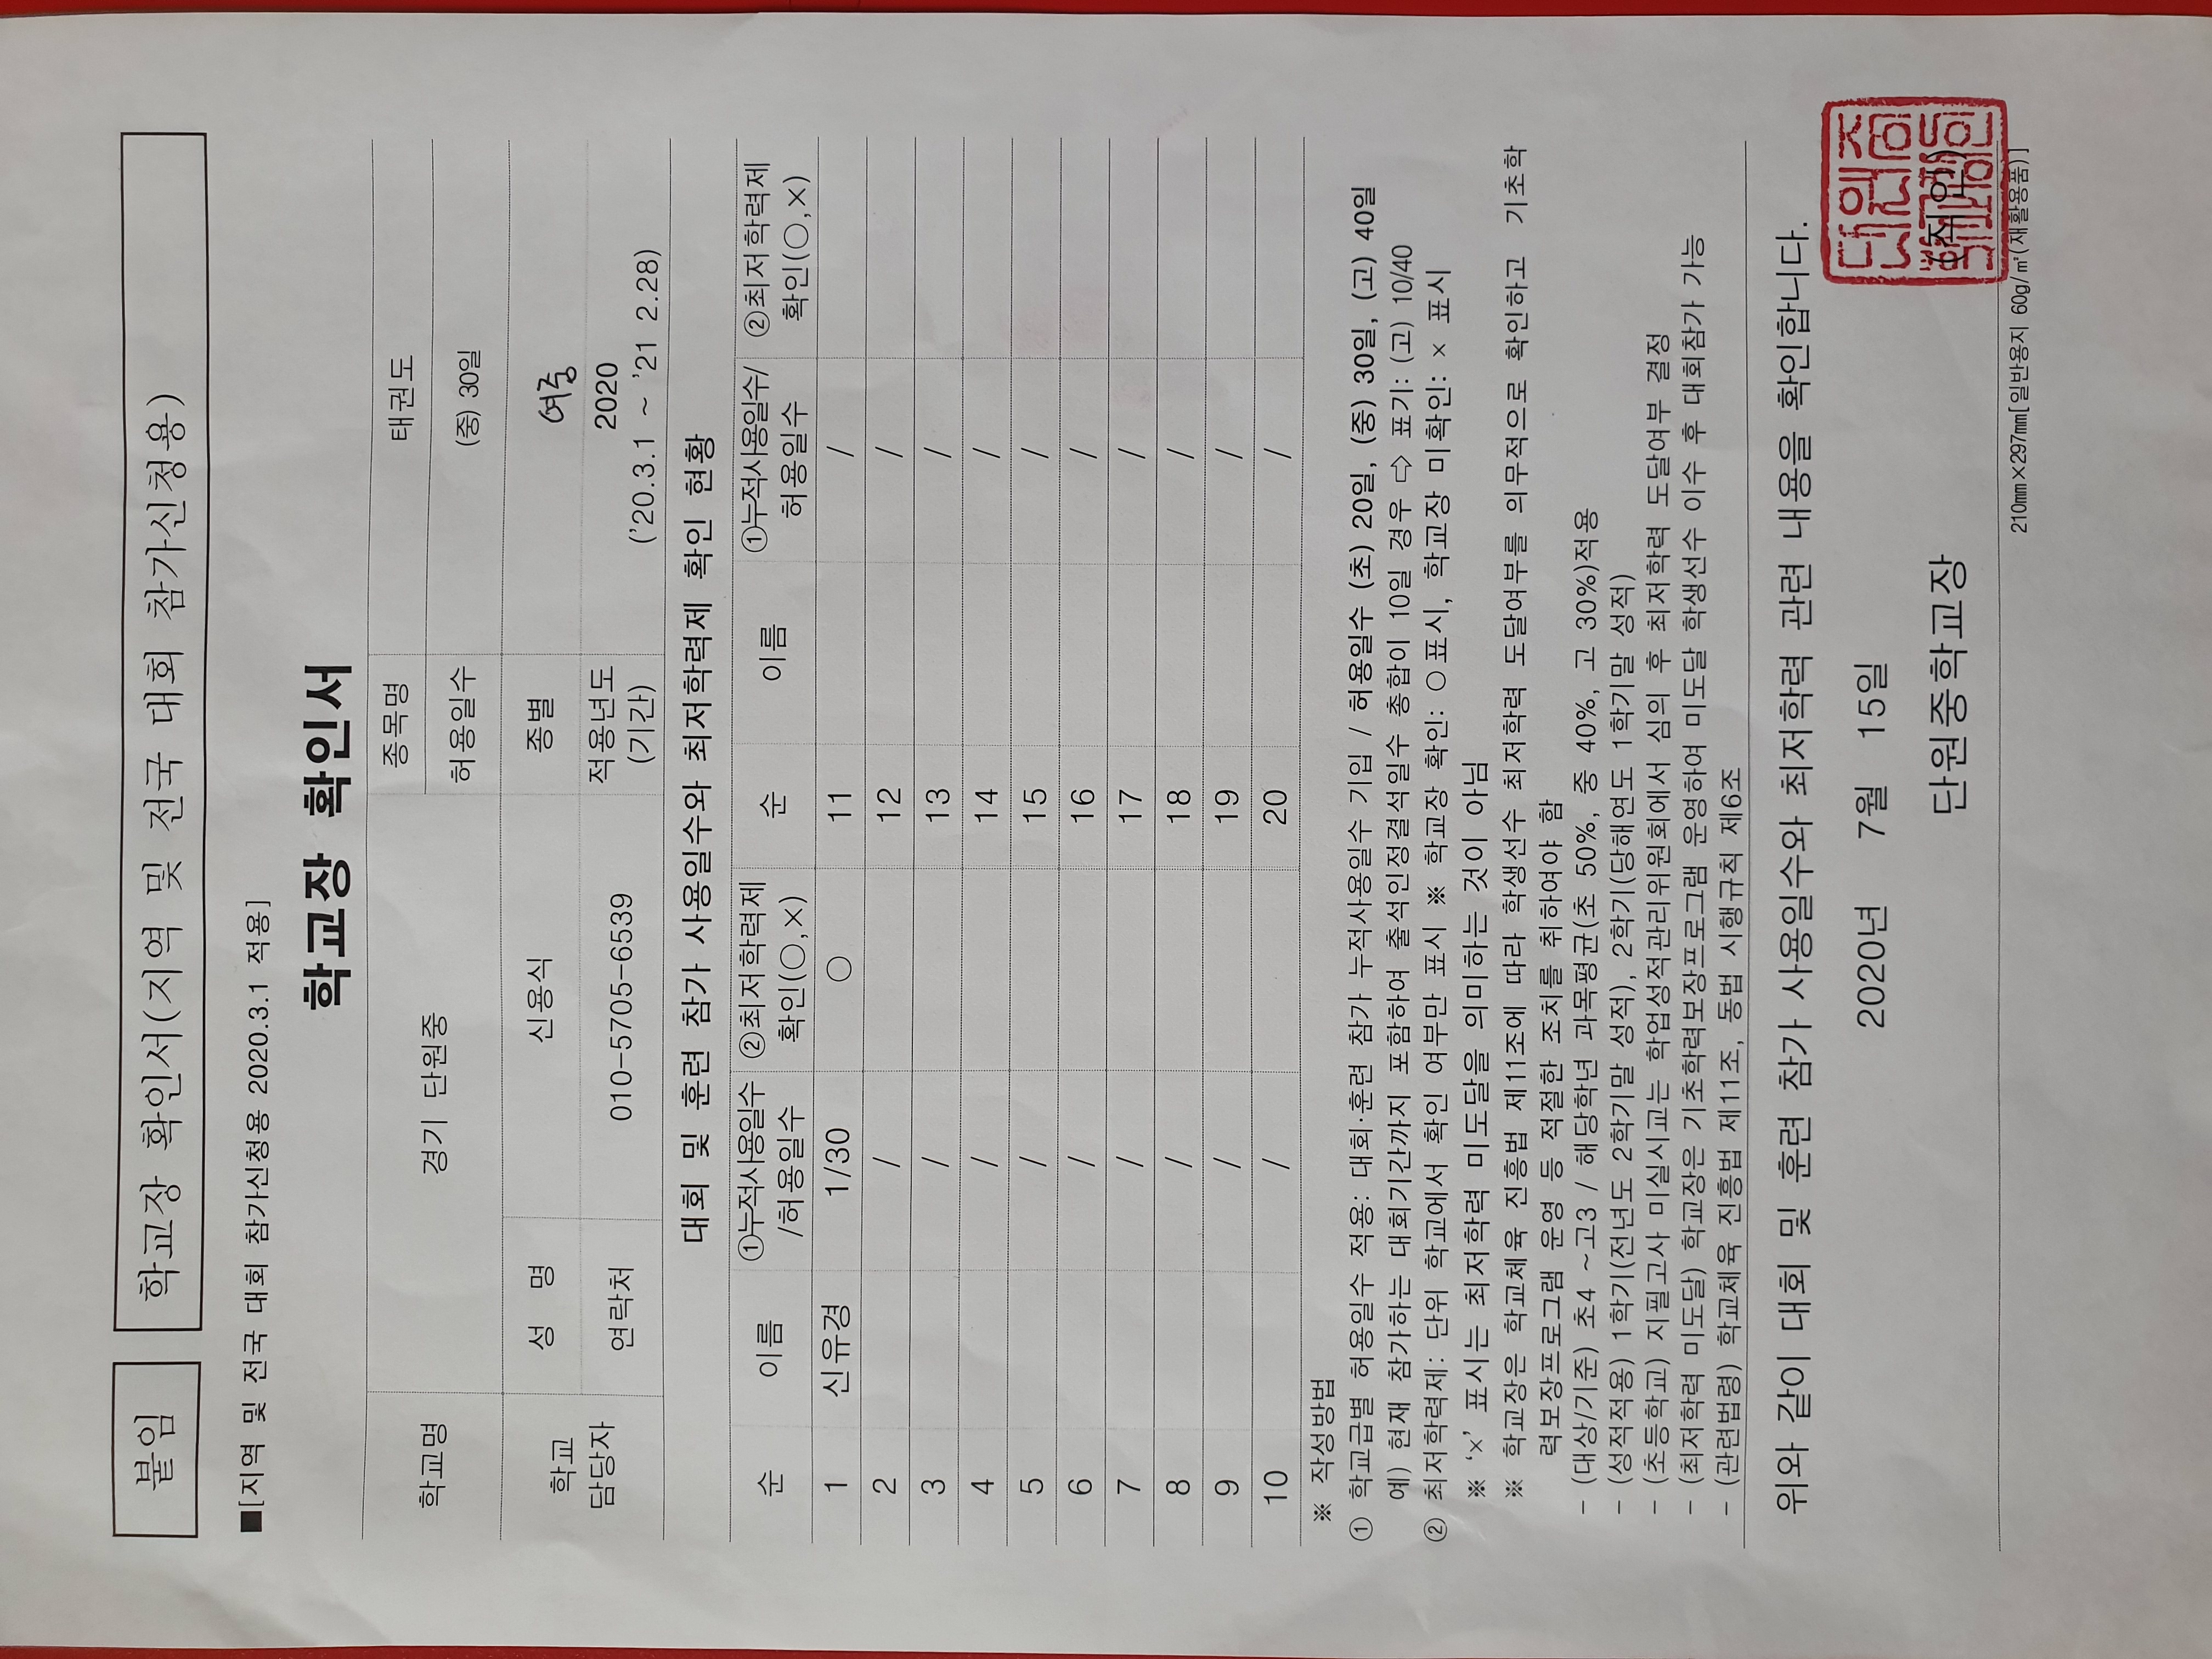 붙임
학교장 확인서(지역 및 전국 대회 참가신청용)
■[지역 및 전국 대회 참가신청용 2020.3.1 적용]
학교장 확인서
학교명 경기 단원중 종목명 태권도
허용일수 (중) 30일
학교 담당자 성 명 신용식 종별 여중
연락처 010-5705-6539 적용년도 (기간) 2020 ('20.3.1 ~ '21 2.28)
대회 및 훈련 참가 사용일수와 최저학력제 확인 현황
순 이름 ①누적사용일수/허용일수 ②최저학력제 확인(○,×) 순 이름 ①누적사용일수/허용일수 ②최저학력제 확인(○,×)
1 신유경 1/30 ○ 11 /
2 / 12 /
3 / 13 /
4 / 14 /
5 / 15 /
6 / 16 /
7 / 17 /
8 / 18 /
9 / 19 /
10 / 20 /
※ 작성방법
① 학교급별 허용일수 적용: 대회·훈련 참가 누적사용일수 기입 / 허용일수 (초) 20일, (중) 30일, (고) 40일
예) 현재 참가하는 대회기간까지 포함하여 출석인정결석일수 총합이 10일 경우 ⇨ 표기: (고) 10/40
② 최저학력제: 단위 학교에서 확인 여부만 표시 ※ 학교장 확인: ○ 표시, 학교장 미확인: × 표시
※ '×' 표시는 최저학력 미도달을 의미하는 것이 아님
※ 학교장은 학교체육 진흥법 제11조에 따라 학생선수 최저학력 도달여부를 의무적으로 확인하고 기초학
력보장프로그램 운영 등 적절한 조치를 취하여야 함
- (대상/기준) 초4 ~고3 / 해당학년 과목평균(초 50%, 중 40%, 고 30%)적용
- (성적적용) 1학기(전년도 2학기말 성적), 2학기(당해연도 1학기말 성적)
- (초등학교) 지필고사 미실시교는 학업성적관리위원회에서 심의 후 최저학력 도달여부 결정
- (최저학력 미도달) 학교장은 기초학력보장프로그램 운영하여 미도달 학생선수 이수 후 대회참가 가능
- (관련법령) 학교체육 진흥법 제11조, 동법 시행규칙 제6조
위와 같이 대회 및 훈련 참가 사용일수와 최저학력 관련 내용을 확인합니다.
2020년 7월 15일
단원중학교장 (직인)
210㎜×297㎜[일반용지 60g/㎡(재활용품)]